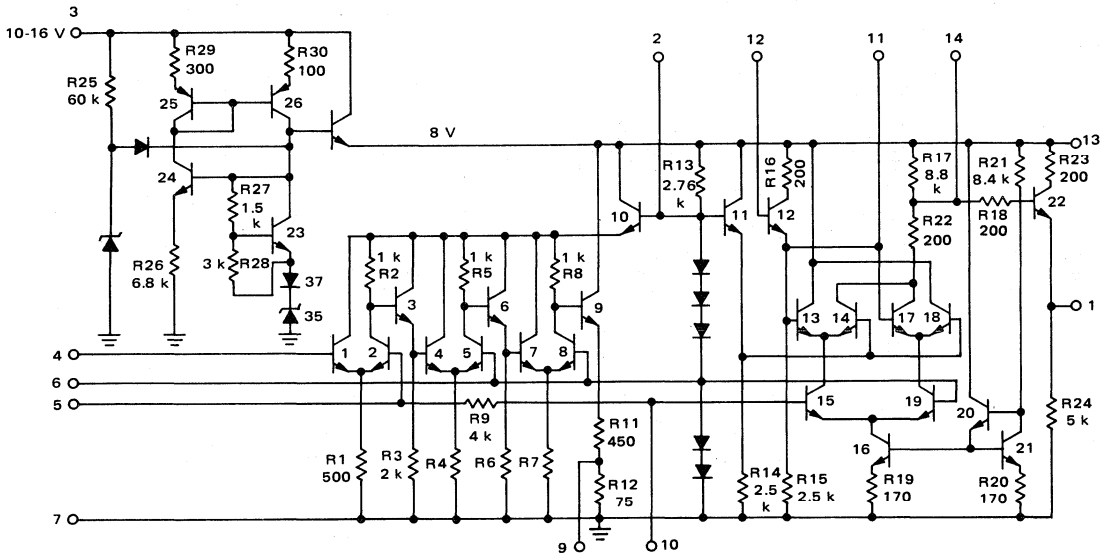 3
10-16 V
R29
300
R30
100
R25
60 k
25
26
24
R27
1.5
k
23
R26
6.8 k
3 k
R28
37
35
8 V
2
12
11
14
13
R13
2.76
k
R16
200
R17
8.8
k
R21
8.4 k
R23
200
10
11
12
R22
200
R18
200
22
1 k
R2
1 k
R5
1 k
R8
3
6
9
13
14
17
18
1
4
1
2
4
5
7
8
6
5
R9
4 k
15
19
20
R24
5 k
R11
450
16
21
R1
500
R3
2 k
R4
R6
R7
R12
75
R14
2.5
k
R15
2.5 k
R19
170
R20
170
7
9
10